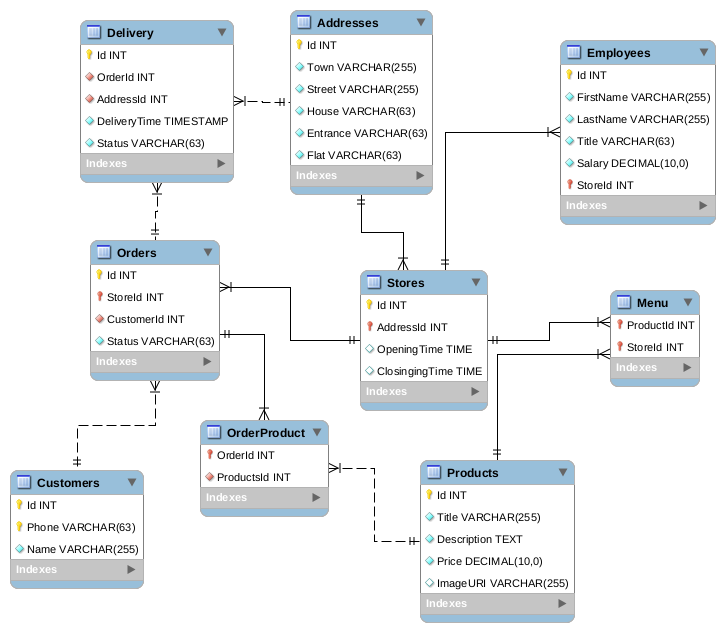 Delivery
Id INT
OrderId INT
AddressId INT
DeliveryTime TIMESTAMP
Status VARCHAR(63)
Indexes
Addresses
Id INT
Town VARCHAR(255)
Street VARCHAR(255)
House VARCHAR(63)
Entrance VARCHAR(63)
Flat VARCHAR(63)
Indexes
Employees
Id INT
FirstName VARCHAR(255)
LastName VARCHAR(255)
Title VARCHAR(63)
Salary DECIMAL(10,0)
StoreId INT
Indexes
Orders
Id INT
StoreId INT
CustomerId INT
Status VARCHAR(63)
Indexes
Stores
Id INT
AddressId INT
OpeningTime TIME
ClosingingTime TIME
Indexes
Menu
ProductId INT
StoreId INT
Indexes
OrderProduct
OrderId INT
ProductsId INT
Indexes
Customers
Id INT
Phone VARCHAR(63)
Name VARCHAR(255)
Indexes
Products
Id INT
Title VARCHAR(255)
Description TEXT
Price DECIMAL(10,0)
ImageURI VARCHAR(255)
Indexes